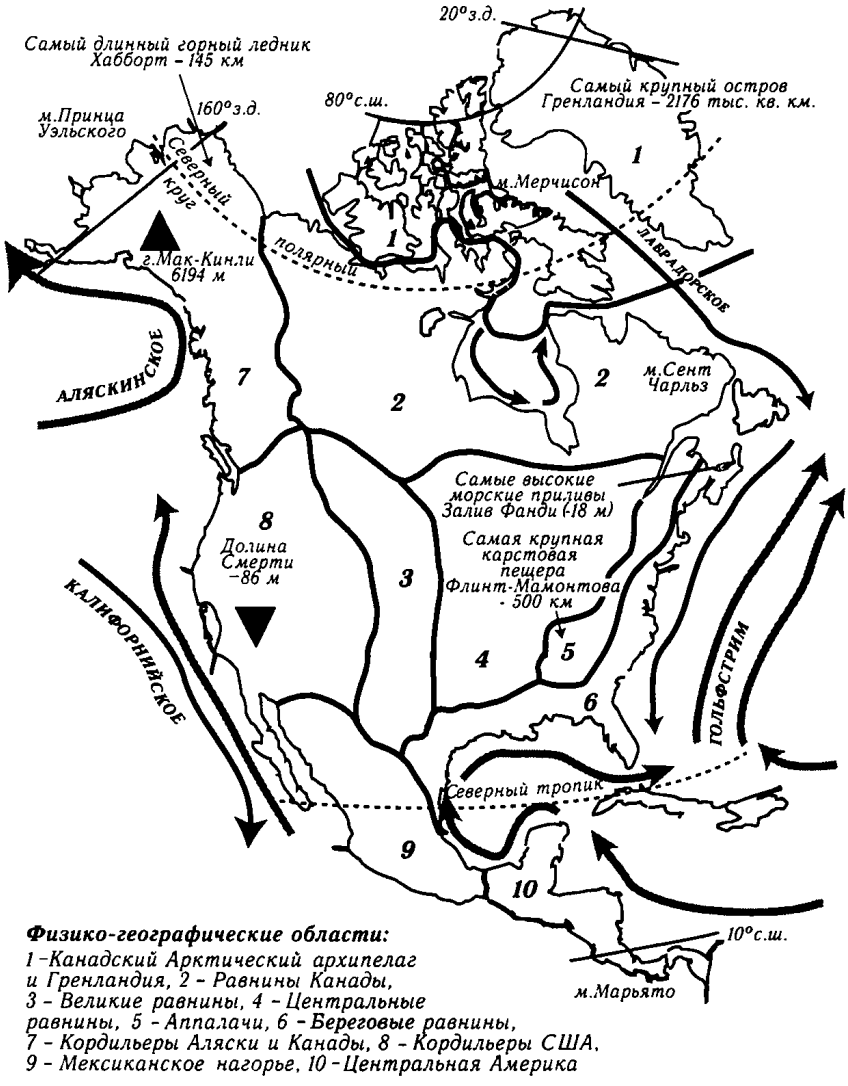 20° з.д.
Самый длинный горный ледник
Хабборт - 145 км
Самый крупный остров
Гренландия - 2176 тыс. кв. км.
м.Принца
Уэльского
160° з.д.
80° с.ш.
1
Северный
круг
м.Мерчисон
1
полярный
ЛАВРАДОРСКОЕ
г.Мак-Кинли
6194 м
АЛЯСКИНСКОЕ
7
2
2
м.Сент
Чарльз
Самые высокие
морские приливы
Залив Фанди (-18 м)
8
Долина
Смерти
-86 м
Самая крупная
карстовая
пещера
Флинт-Мамонтова
- 500 км
3
КАЛИФОРНИЙСКОЕ
4
5
6
ГОЛЬФСТРИМ
Северный тропик
9
10
10° с.ш.
м.Марьято
Физико-географические области:
1 - Канадский Арктический архипелаг
и Гренландия, 2 - Равнины Канады,
3 - Великие равнины, 4 - Центральные
равнины, 5 - Аппалачи, 6 - Береговые равнины,
7 - Кордильеры Аляски и Канады, 8 - Кордильеры США,
9 - Мексиканское нагорье, 10 - Центральная Америка